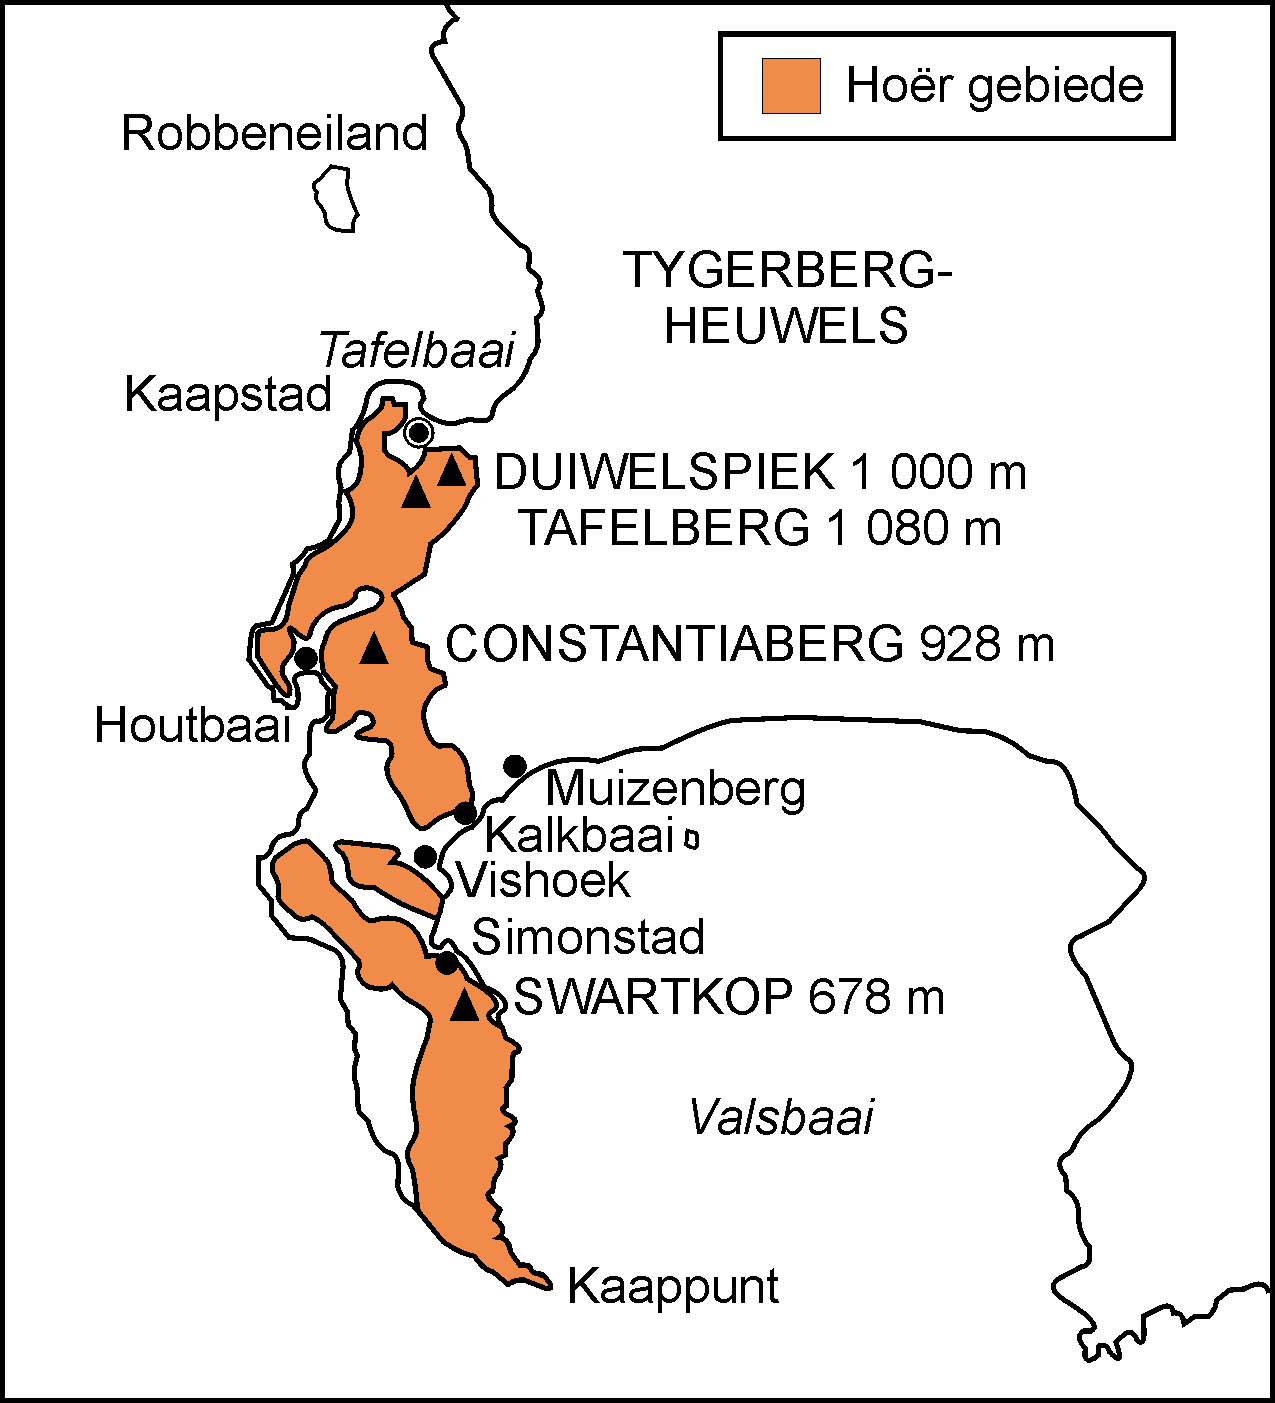 Hoër gebiede
Robbeneiland
TYGERBERG-
HEUWELS
Tafelbaai
Kaapstad
DUIWELSPIEK 1 000 m
TAFELBERG 1 080 m
CONSTANTIABERG 928 m
Houtbaai
Muizenberg
Kalkbaai
Vishoek
Simonstad
SWARTKOP 678 m
Valsbaai
Kaappunt